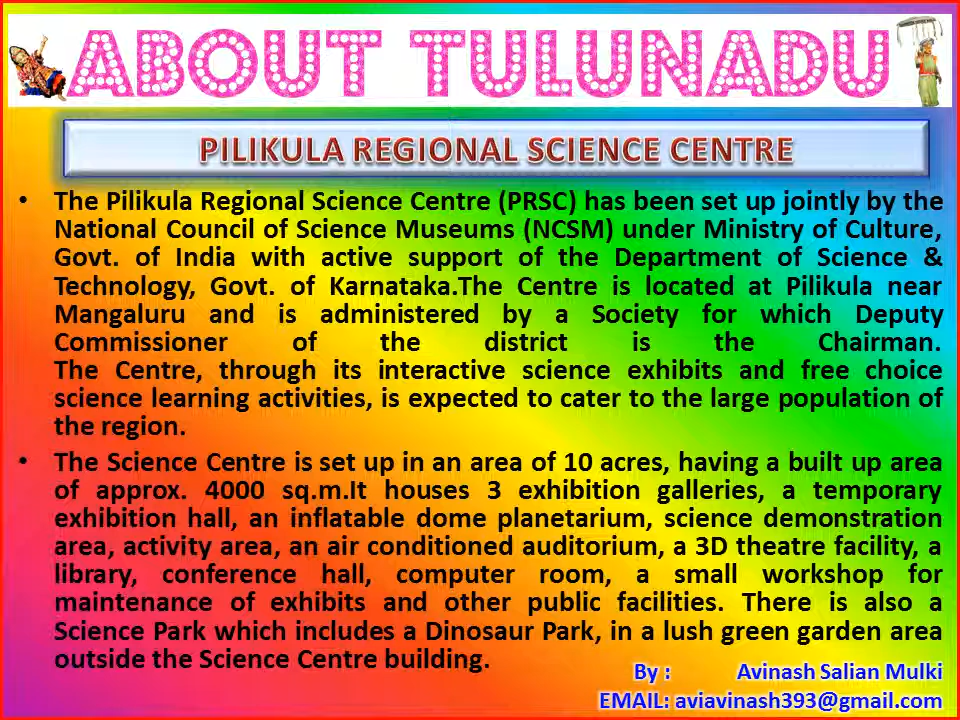 ABOUT TULUNADU
PILIKULA REGIONAL SCIENCE CENTRE
• The Pilikula Regional Science Centre (PRSC) has been set up jointly by the
National Council of Science Museums (NCSM) under Ministry of Culture,
Govt. of India with active support of the Department of Science &
Technology, Govt. of Karnataka.The Centre is located at Pilikula near
Mangaluru and is administered by a Society for which Deputy
Commissioner of the district is the Chairman.
The Centre, through its interactive science exhibits and free choice
science learning activities, is expected to cater to the large population of
the region.
• The Science Centre is set up in an area of 10 acres, having a built up area
of approx. 4000 sq.m.It houses 3 exhibition galleries, a temporary
exhibition hall, an inflatable dome planetarium, science demonstration
area, activity area, an air conditioned auditorium, a 3D theatre facility, a
library, conference hall, computer room, a small workshop for
maintenance of exhibits and other public facilities. There is also a
Science Park which includes a Dinosaur Park, in a lush green garden area
outside the Science Centre building.
By : Avinash Salian Mulki
EMAIL: aviavinash393@gmail.com